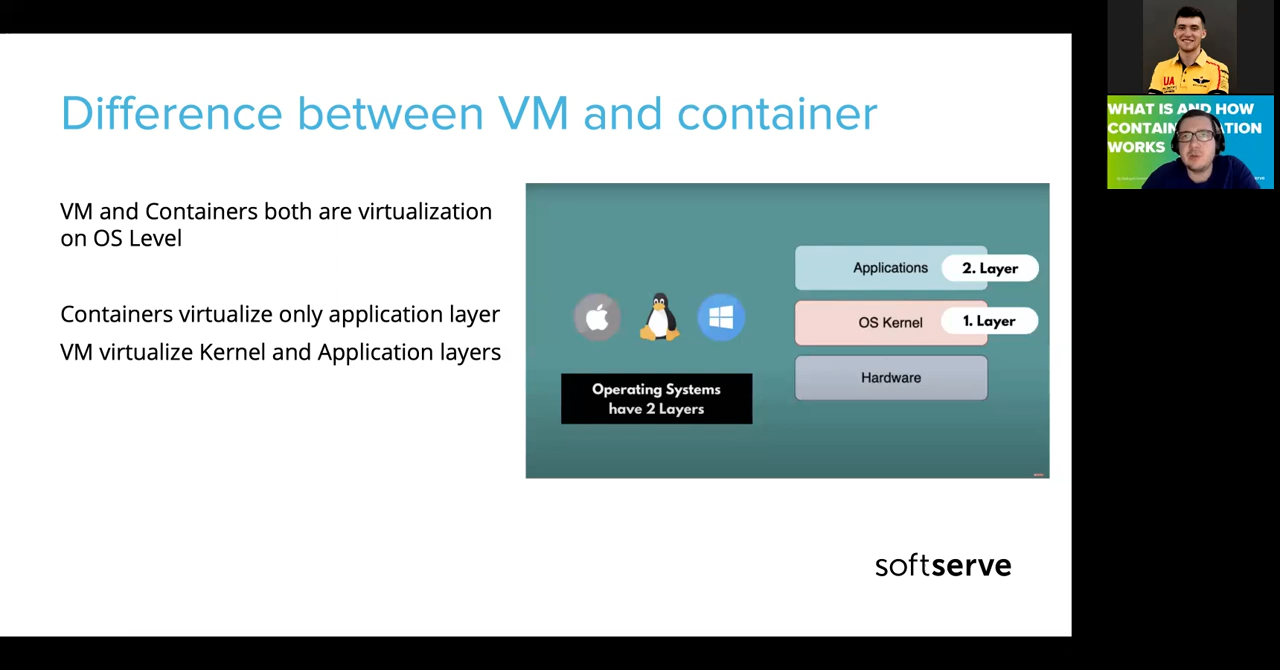 Difference between VM and container
VM and Containers both are virtualization
on OS Level
Containers virtualize only application layer
VM virtualize Kernel and Application layers
Operating Systems
have 2 Layers
Applications
2. Layer
OS Kernel
1. Layer
Hardware
softserve
UA
WHAT IS AND HOW
WORKS